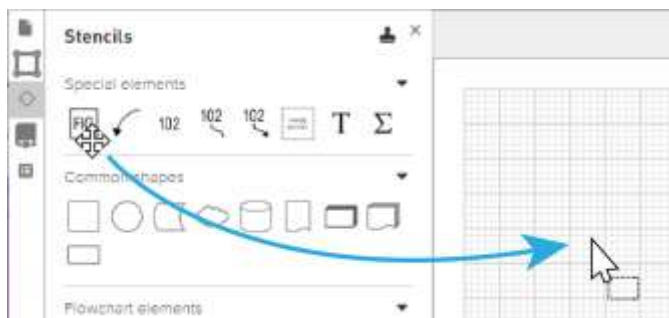 Stencils
Special elements
FIG 102 102 102 T Σ
Common shapes
Flowchart elements